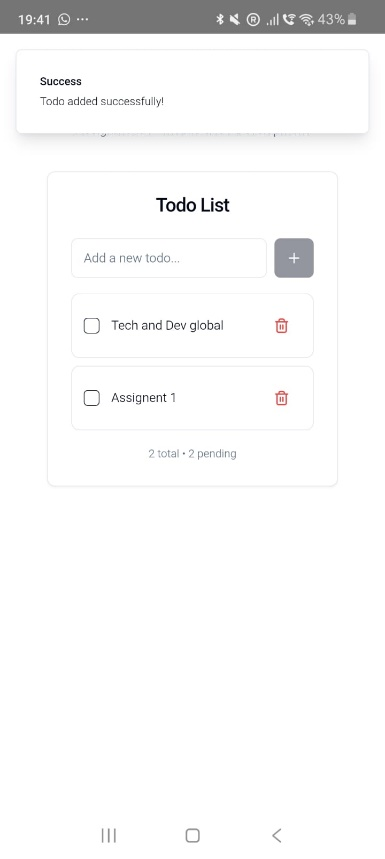 19:41
43%
Success
Todo added successfully!
Todo List
Add a new todo...
Tech and Dev global
Assignent 1
2 total • 2 pending